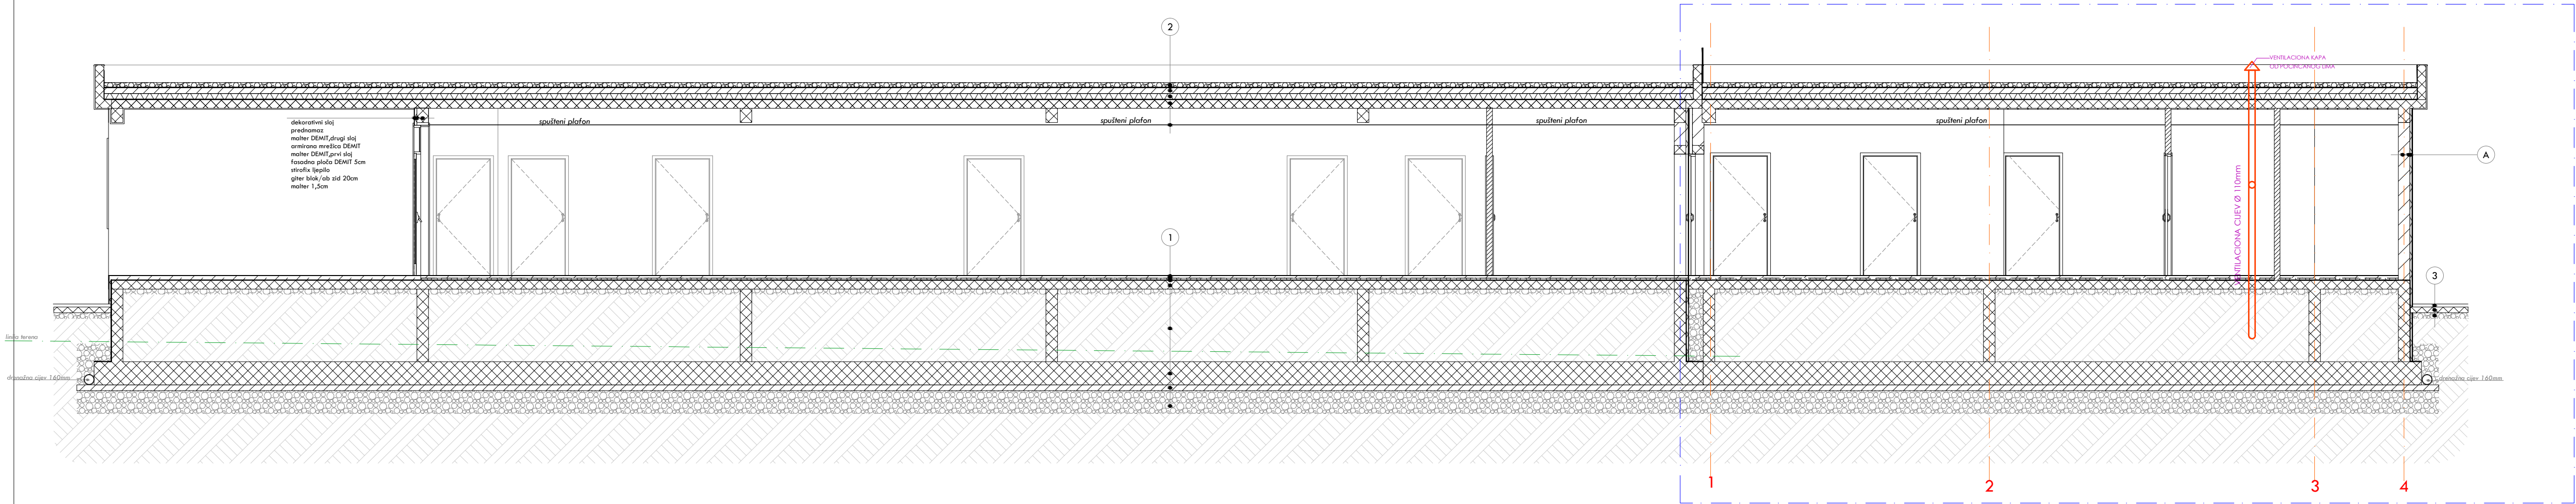 2
VENTILACIONA KAPA
OD POCINČANOG LIMA
dekorativni sloj
prednamaz
malter DEMIT,drugi sloj
armirana mrežica DEMIT
malter DEMIT,prvi sloj
fasadna ploča DEMIT 5cm
stirofix ljepilo
giter blok/ab zid 20cm
malter 1,5cm
spušteni plafon
spušteni plafon
spušteni plafon
spušteni plafon
A
VENTILACIONA CIJEV Ø 110mm
1
3
linija terena
drenažna cijev 160mm
drenažna cijev 160mm
1
2
3
4